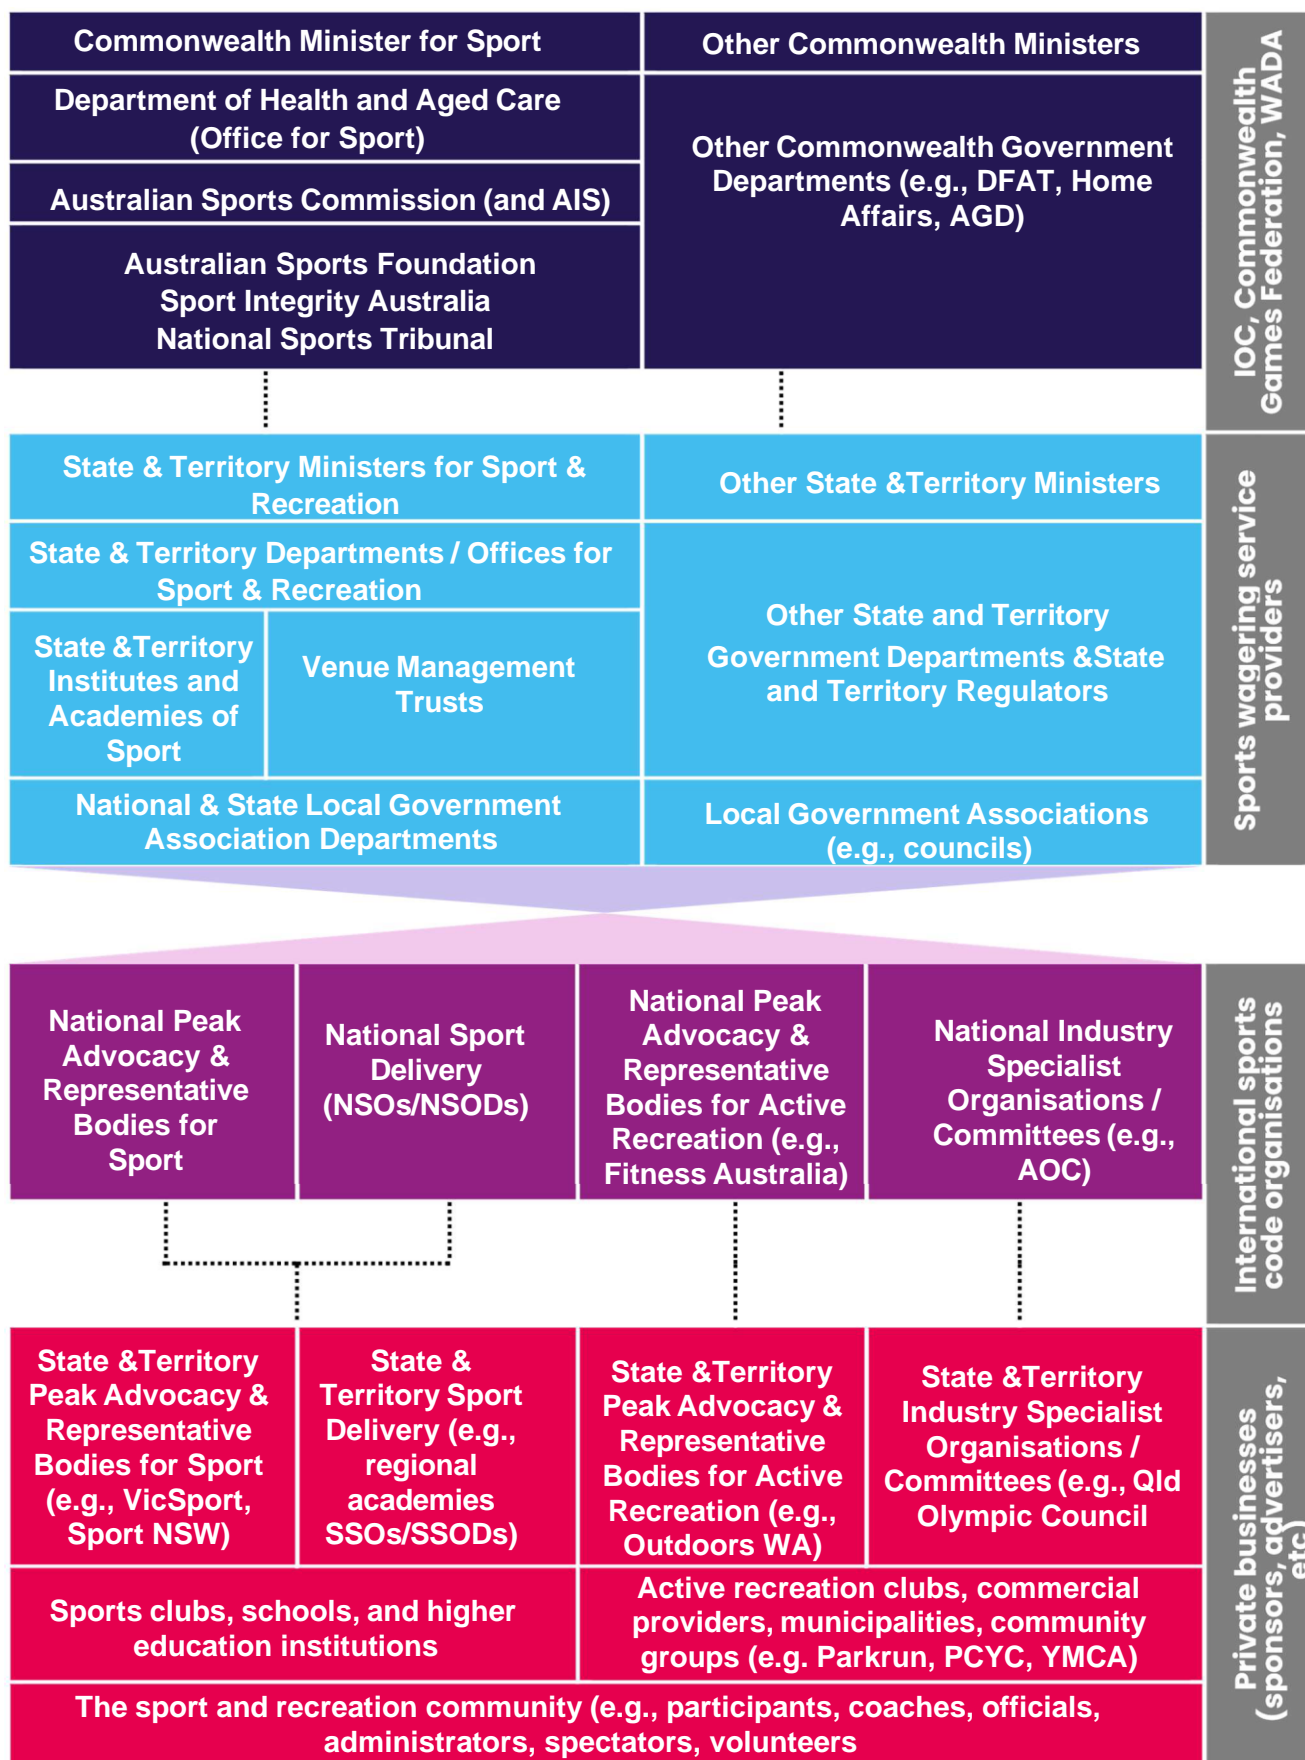 Commonwealth Minister for Sport
Other Commonwealth Ministers
Department of Health and Aged Care
(Office for Sport)
Australian Sports Commission (and AIS)
Australian Sports Foundation
Sport Integrity Australia
National Sports Tribunal
Other Commonwealth Government
Departments (e.g., DFAT, Home
Affairs, AGD)
IOC, Commonwealth
Games Federation, WADA
State & Territory Ministers for Sport &
Recreation
Other State &Territory Ministers
State & Territory Departments / Offices for
Sport & Recreation
State &Territory
Institutes and
Academies of
Sport
Venue Management
Trusts
Other State and Territory
Government Departments &State
and Territory Regulators
National & State Local Government
Association Departments
Local Government Associations
(e.g., councils)
Sports wagering service
providers
National Peak
Advocacy &
Representative
Bodies for
Sport
National Sport
Delivery
(NSOs/NSODs)
National Peak
Advocacy &
Representative
Bodies for Active
Recreation (e.g.,
Fitness Australia)
National Industry
Specialist
Organisations /
Committees (e.g.,
AOC)
International sports
code organisations
State &Territory
Peak Advocacy &
Representative
Bodies for Sport
(e.g., VicSport,
Sport NSW)
State &
Territory Sport
Delivery (e.g.,
regional
academies
SSOs/SSODs)
State &Territory
Peak Advocacy &
Representative
Bodies for Active
Recreation (e.g.,
Outdoors WA)
State &Territory
Industry Specialist
Organisations /
Committees (e.g., Qld
Olympic Council
Sports clubs, schools, and higher
education institutions
Active recreation clubs, commercial
providers, municipalities, community
groups (e.g. Parkrun, PCYC, YMCA)
The sport and recreation community (e.g., participants, coaches, officials,
administrators, spectators, volunteers
Private businesses
(sponsors, advertisers,
etc)